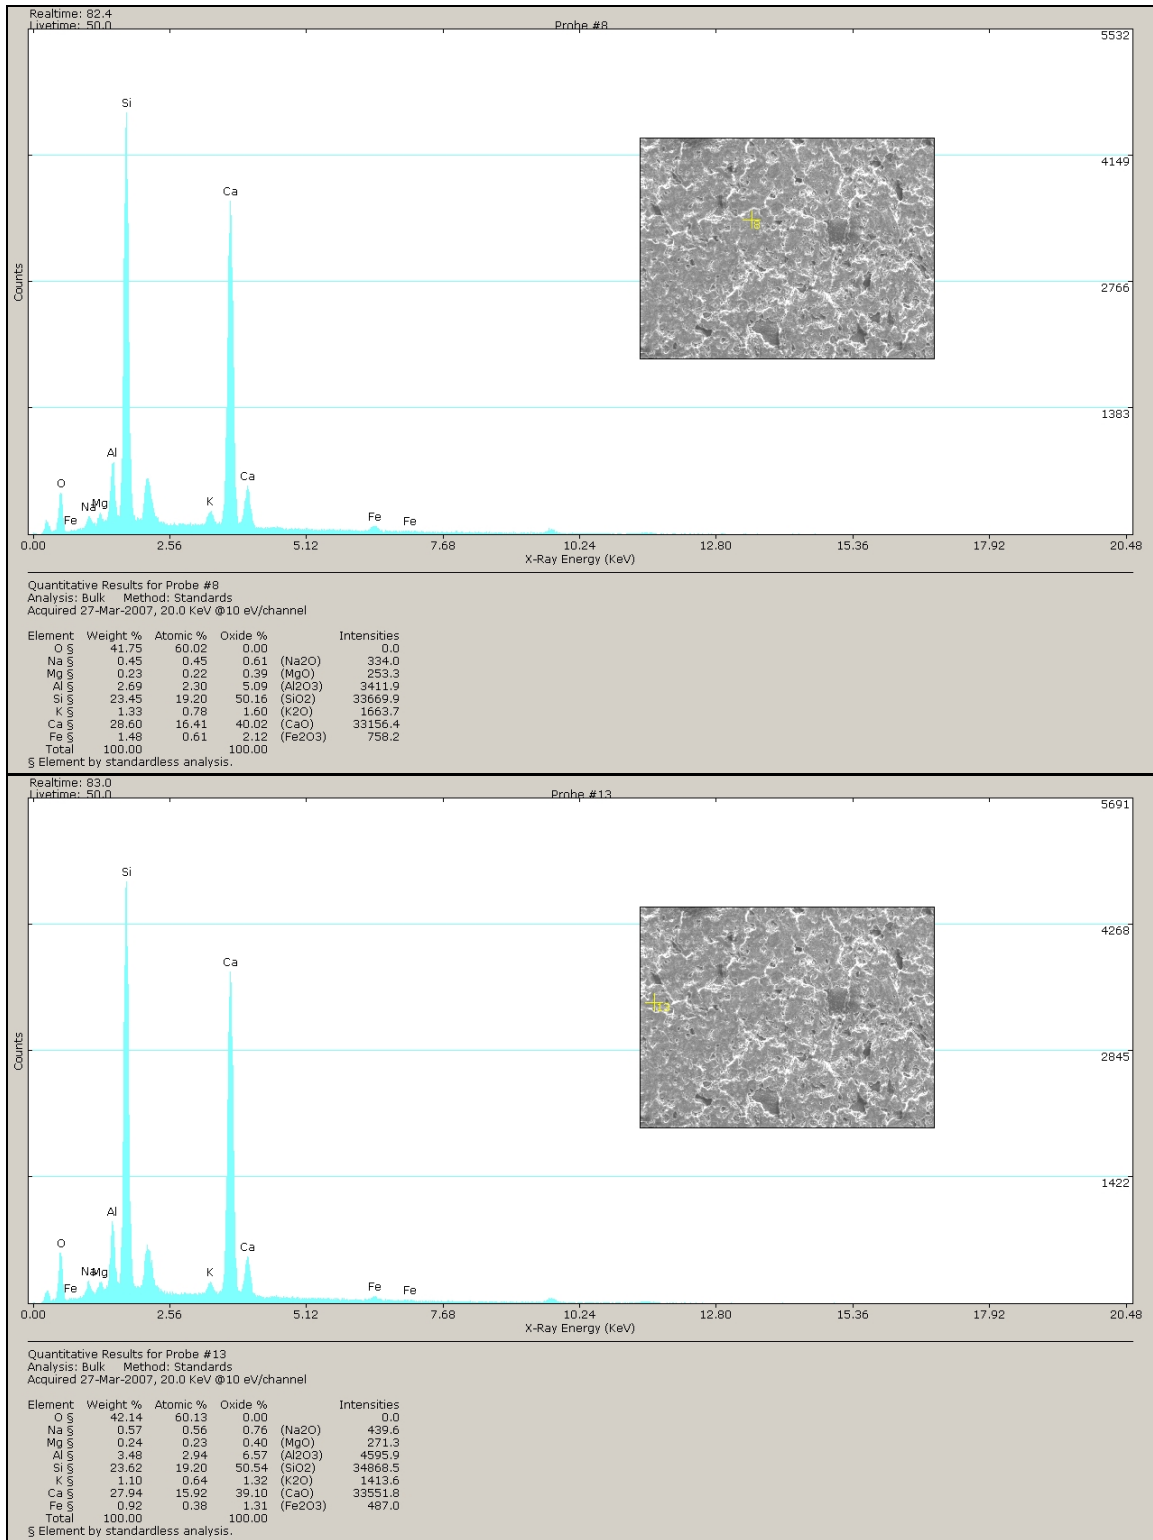 Realtime: 82.4
Livetime: 50.0 Probe #8
5532
Si
4149
Ca
8
Counts
2766
1383
Al
O
Ca
Na Mg
K
Fe
Fe
Fe
0.00 2.56 5.12 7.68 10.24 12.80 15.36 17.92 20.48
X-Ray Energy (KeV)
Quantitative Results for Probe #8
Analysis: Bulk Method: Standards
Acquired 27-Mar-2007, 20.0 KeV @10 eV/channel
Element Weight % Atomic % Oxide % Intensities
O § 41.75 60.02 0.00 0.0
Na § 0.45 0.45 0.61 (Na2O) 334.0
Mg § 0.23 0.22 0.39 (MgO) 253.3
Al § 2.69 2.30 5.09 (Al2O3) 3411.9
Si § 23.45 19.20 50.16 (SiO2) 33669.9
K § 1.33 0.78 1.60 (K2O) 1663.7
Ca § 28.60 16.41 40.02 (CaO) 33156.4
Fe § 1.48 0.61 2.12 (Fe2O3) 758.2
Total 100.00 100.00
§ Element by standardless analysis.
Realtime: 83.0
Livetime: 50.0 Probe #13
5691
Si
4268
Ca
13
Counts
2845
1422
Al
O
Ca
Na Mg
K
Fe
Fe
Fe
0.00 2.56 5.12 7.68 10.24 12.80 15.36 17.92 20.48
X-Ray Energy (KeV)
Quantitative Results for Probe #13
Analysis: Bulk Method: Standards
Acquired 27-Mar-2007, 20.0 KeV @10 eV/channel
Element Weight % Atomic % Oxide % Intensities
O § 42.14 60.13 0.00 0.0
Na § 0.57 0.56 0.76 (Na2O) 439.6
Mg § 0.24 0.23 0.40 (MgO) 271.3
Al § 3.48 2.94 6.57 (Al2O3) 4595.9
Si § 23.62 19.20 50.54 (SiO2) 34868.5
K § 1.10 0.64 1.32 (K2O) 1413.6
Ca § 27.94 15.92 39.10 (CaO) 33551.8
Fe § 0.92 0.38 1.31 (Fe2O3) 487.0
Total 100.00 100.00
§ Element by standardless analysis.